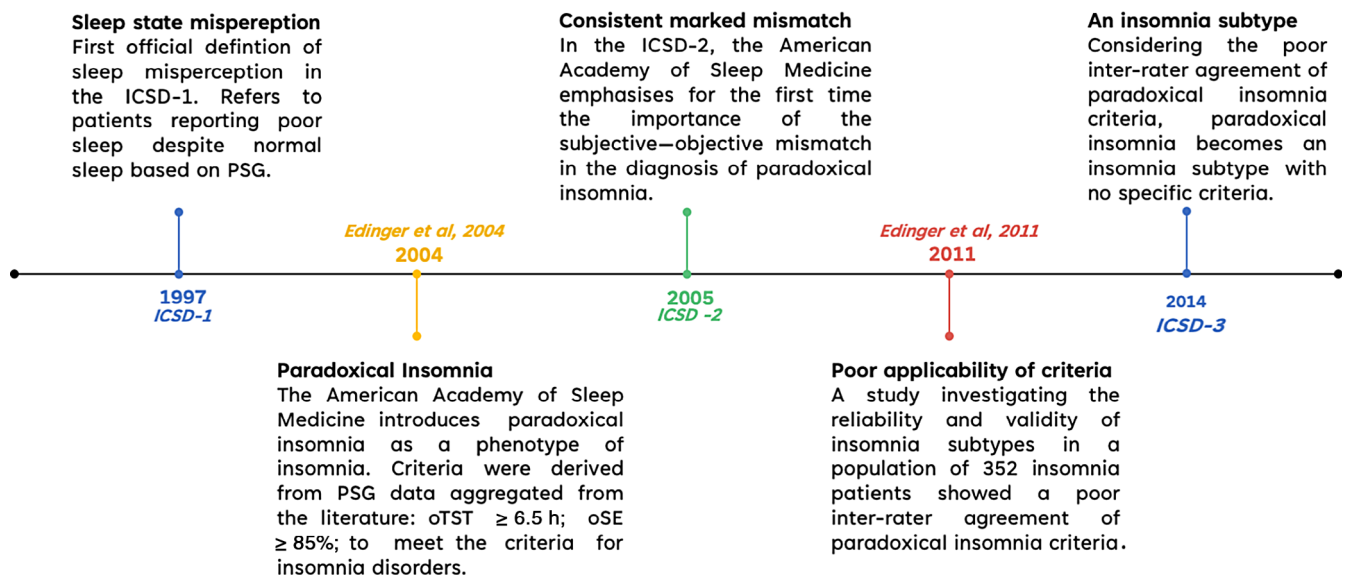 Sleep state mispereption
First official defintion of
sleep misperception in
the ICSD-1. Refers to
patients reporting poor
sleep despite normal
sleep based on PSG.
1997
ICSD-1
Edinger et al, 2004
2004
Paradoxical Insomnia
The American Academy of Sleep
Medicine introduces paradoxical
insomnia as a phenotype of
insomnia. Criteria were derived
from PSG data aggregated from
the literature: oTST ≥ 6.5 h; oSE
≥ 85%; to meet the criteria for
insomnia disorders.
Consistent marked mismatch
In the ICSD-2, the American
Academy of Sleep Medicine
emphasises for the first time
the importance of the
subjective–objective mismatch
in the diagnosis of paradoxical
insomnia.
2005
ICSD -2
Edinger et al, 2011
2011
Poor applicability of criteria
A study investigating the
reliability and validity of
insomnia subtypes in a
population of 352 insomnia
patients showed a poor
inter-rater agreement of
paradoxical insomnia criteria.
An insomnia subtype
Considering the poor
inter-rater agreement of
paradoxical insomnia
criteria, paradoxical
insomnia becomes an
insomnia subtype with
no specific criteria.
2014
ICSD-3